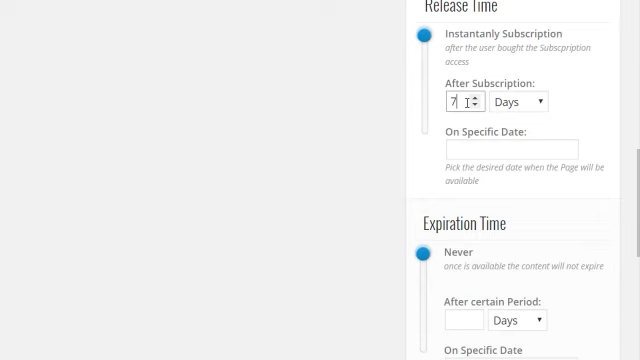 Release Time
Instantanly Subscription
after the user bought the Subscpription
access
After Subscription:
7 Days
On Specific Date:
Pick the desired date when the Page will be
available
Expiration Time
Never
once is available the content will not expire
After certain Period:
Days
On Specific Date